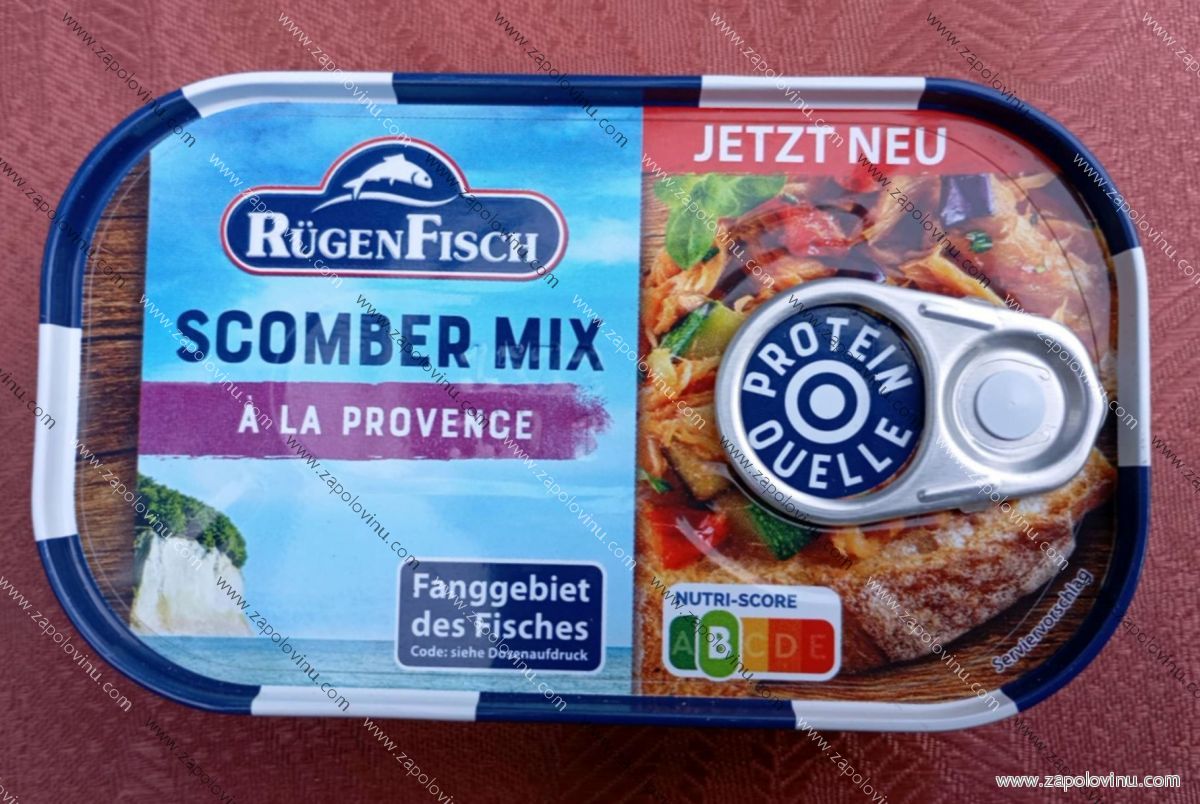 JETZT NEU
RÜGENFISCH
SCOMBER MIX
À LA PROVENCE
PROTEIN
QUELLE
Fanggebiet
des Fisches
Code: siehe Dosenaufdruck
NUTRI-SCORE
A B C D E
Serviervorschlag
www.zapolovinu.com